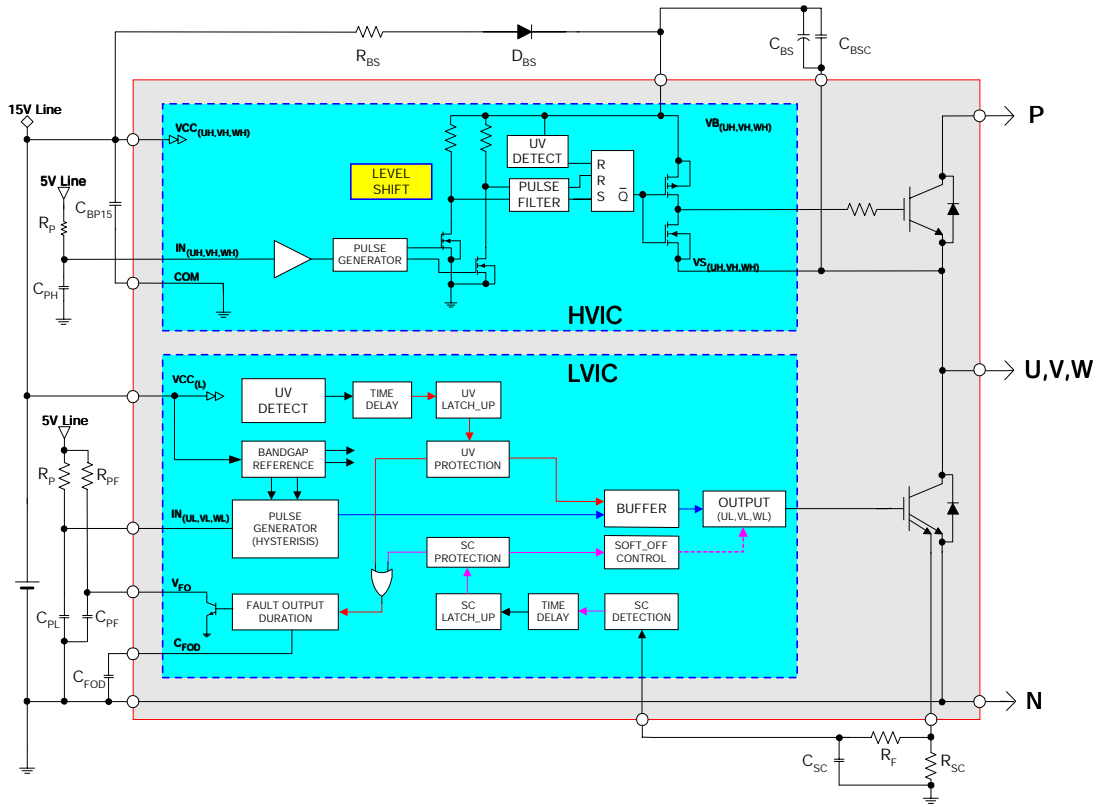 R_BS
D_BS
C_BS
C_BSC
15V Line
P
VCC(UH,VH,WH)
VB(UH,VH,WH)
UV
DETECT
LEVEL
SHIFT
R
R
S
Q̅
PULSE
FILTER
5V Line
R_P
C_BP15
IN(UH,VH,WH)
PULSE
GENERATOR
VS(UH,VH,WH)
COM
C_PH
HVIC
LVIC
U,V,W
VCC(L)
UV
DETECT
TIME
DELAY
UV
LATCH_UP
5V Line
BANDGAP
REFERENCE
UV
PROTECTION
R_P
R_PF
IN(UL,VL,WL)
PULSE
GENERATOR
(HYSTERISIS)
BUFFER
OUTPUT
(UL,VL,WL)
SC
PROTECTION
SOFT_OFF
CONTROL
V_FO
C_PL
C_PF
FAULT OUTPUT
DURATION
SC
LATCH_UP
TIME
DELAY
SC
DETECTION
C_FOD
C_FOD
N
C_SC
R_F
R_SC